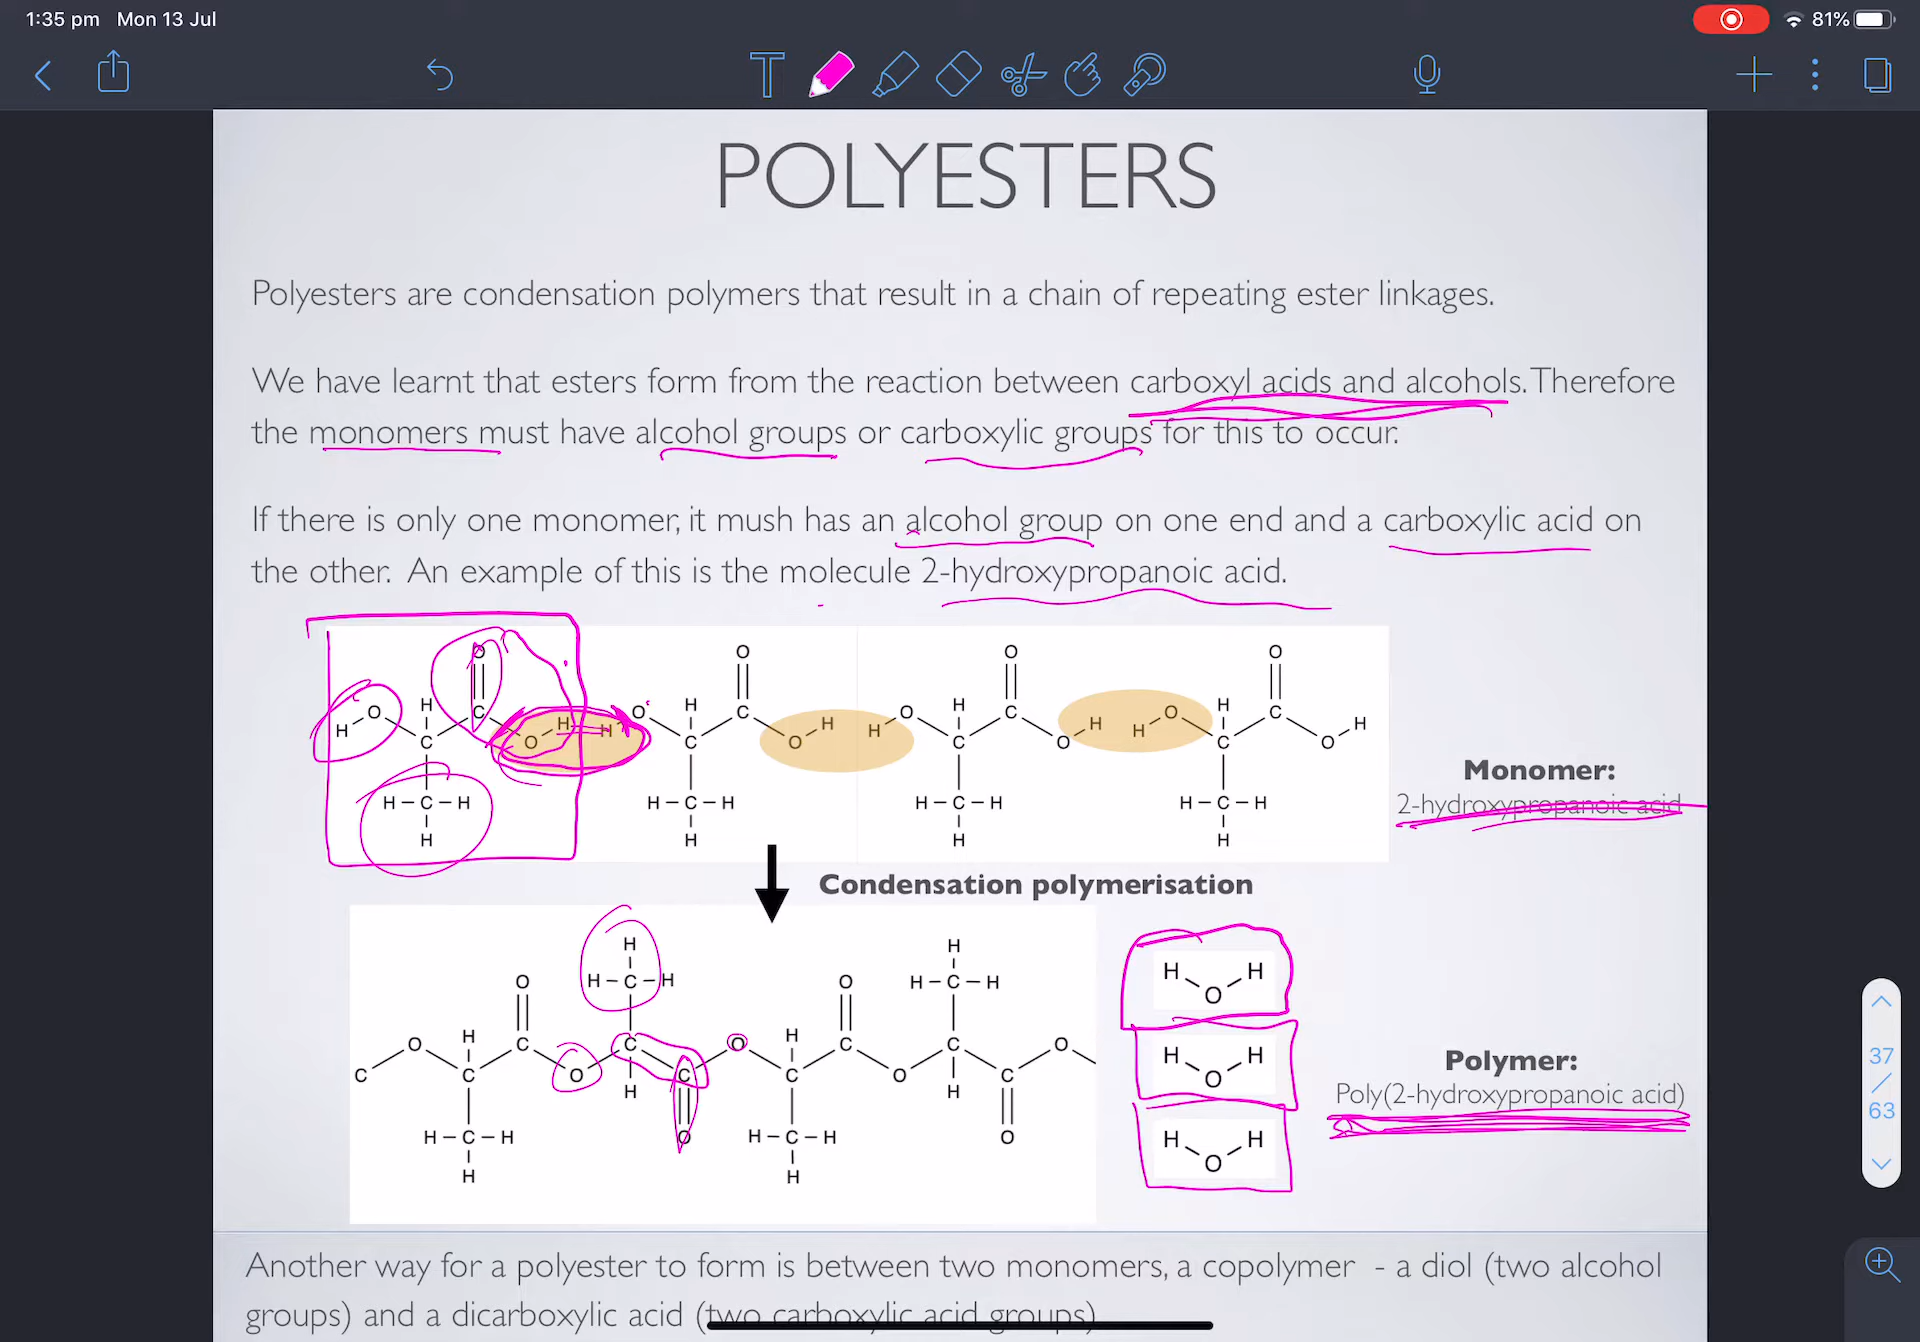 1:35 pm Mon 13 Jul
81%
POLYESTERS
Polyesters are condensation polymers that result in a chain of repeating ester linkages.
We have learnt that esters form from the reaction between carboxyl acids and alcohols. Therefore
the monomers must have alcohol groups or carboxylic groups for this to occur.
If there is only one monomer, it mush has an alcohol group on one end and a carboxylic acid on
the other. An example of this is the molecule 2-hydroxypropanoic acid.
O O O O
H O H C O H H O H C O H H O H C O H H O H C O H
C C C C
H-C-H H-C-H H-C-H H-C-H
H H H H
Monomer:
2-hydroxypropanoic acid
Condensation polymerisation
H H
O H-C-H O H-C-H
O H C C O H C C O
C C O H C C O H C
H-C-H O H-C-H O
H H
H H
O
H H
O
H H
O
Polymer:
Poly(2-hydroxypropanoic acid)
37
/
63
Another way for a polyester to form is between two monomers, a copolymer - a diol (two alcohol
groups) and a dicarboxylic acid (two carboxylic acid groups)